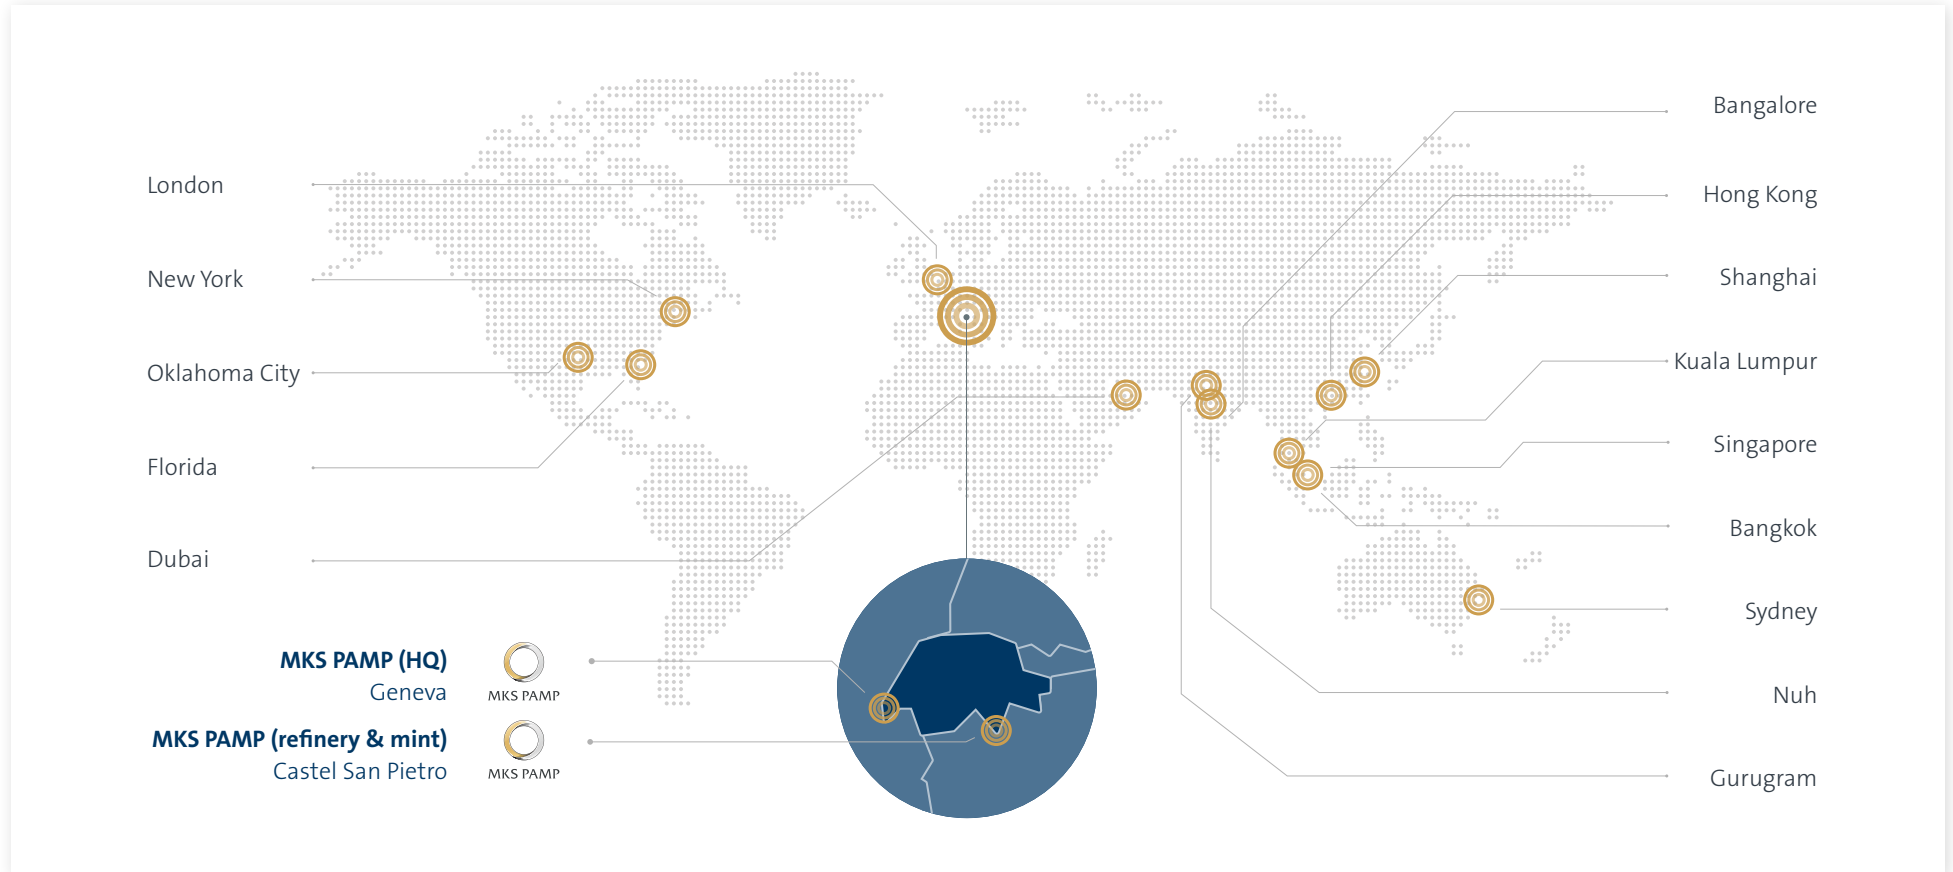 London
New York
Oklahoma City
Florida
Dubai
MKS PAMP (HQ)
Geneva
MKS PAMP
MKS PAMP (refinery & mint)
Castel San Pietro
MKS PAMP
Bangalore
Hong Kong
Shanghai
Kuala Lumpur
Singapore
Bangkok
Sydney
Nuh
Gurugram